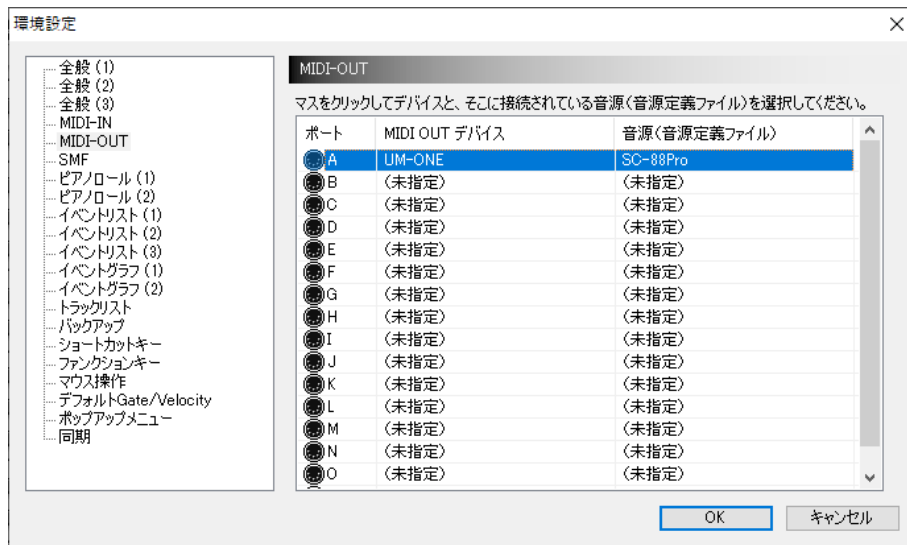 環境設定
全般 (1)
全般 (2)
全般 (3)
MIDI-IN
MIDI-OUT
SMF
ピアノロール (1)
ピアノロール (2)
イベントリスト (1)
イベントリスト (2)
イベントリスト (3)
イベントグラフ (1)
イベントグラフ (2)
トラックリスト
バックアップ
ショートカットキー
ファンクションキー
マウス操作
デフォルトGate/Velocity
ポップアップメニュー
同期
MIDI-OUT
マスをクリックしてデバイスと、そこに接続されている音源(音源定義ファイル)を選択してください。
ポート MIDI OUT デバイス 音源(音源定義ファイル)
A UM-ONE SC-88Pro
B (未指定) (未指定)
C (未指定) (未指定)
D (未指定) (未指定)
E (未指定) (未指定)
F (未指定) (未指定)
G (未指定) (未指定)
H (未指定) (未指定)
I (未指定) (未指定)
J (未指定) (未指定)
K (未指定) (未指定)
L (未指定) (未指定)
M (未指定) (未指定)
N (未指定) (未指定)
O (未指定) (未指定)
OK キャンセル